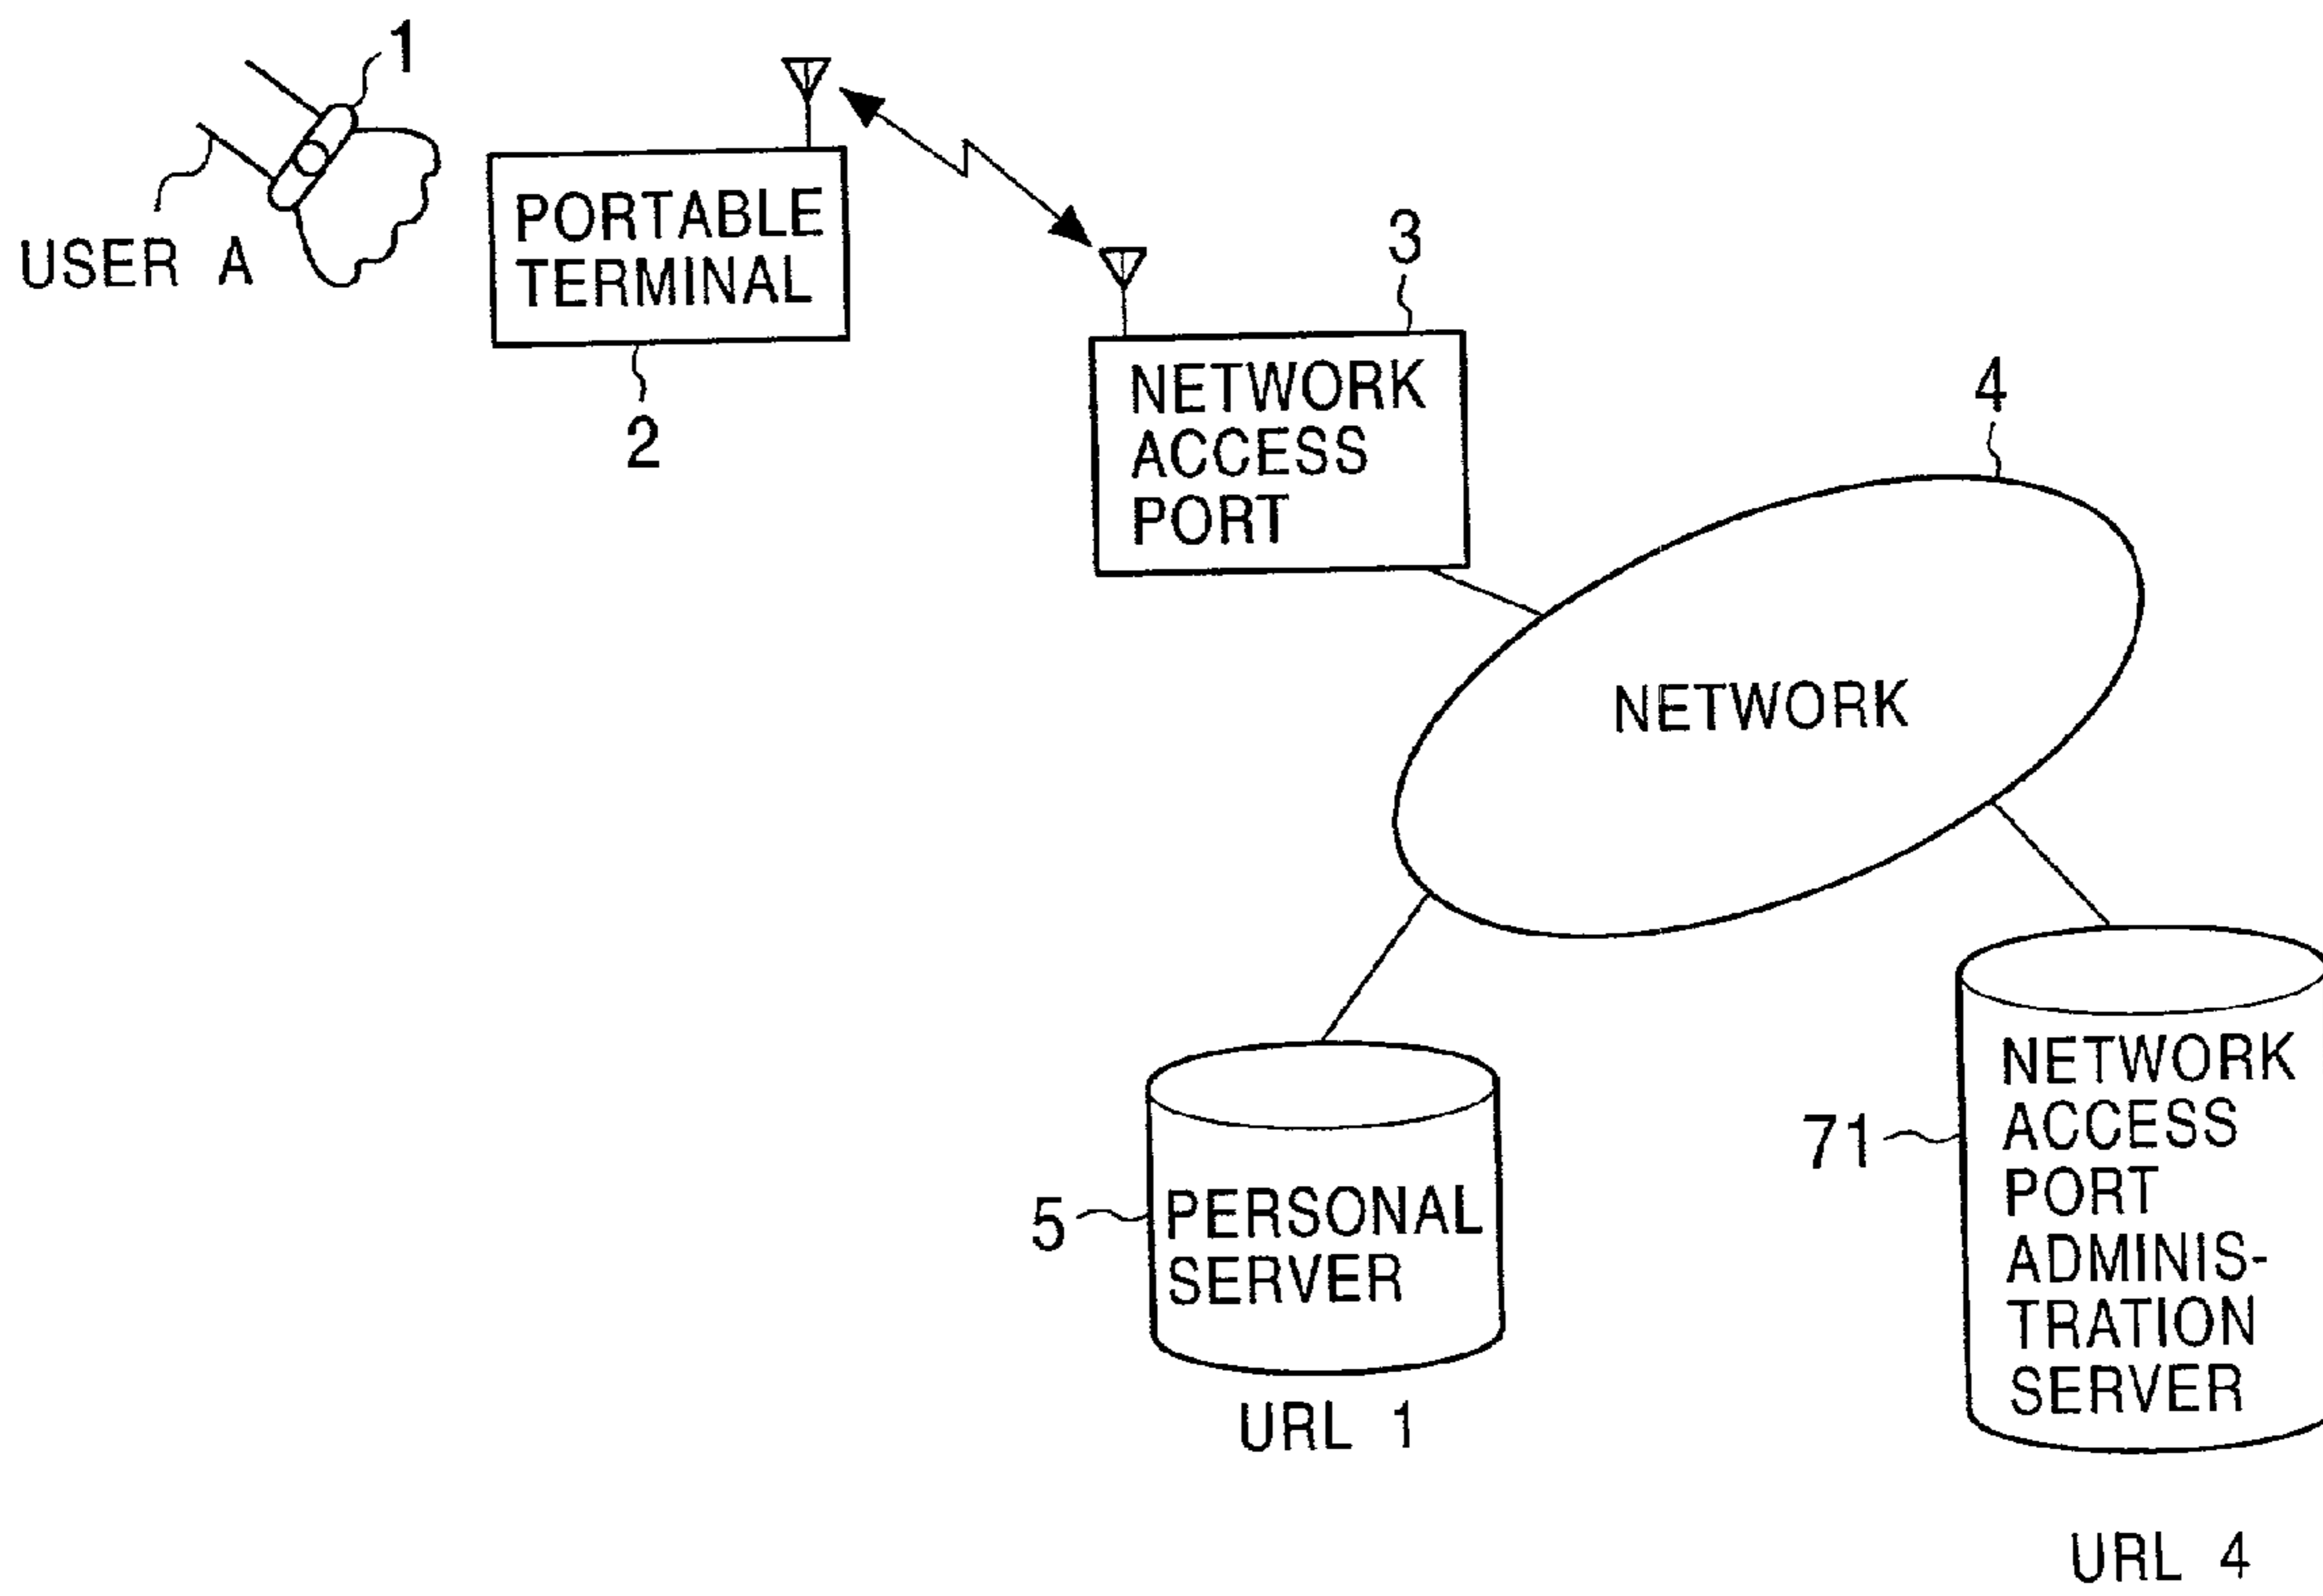 1
USER A
PORTABLE
TERMINAL
2
3
NETWORK
ACCESS
PORT
4
NETWORK
5
PERSONAL
SERVER
URL 1
71
NETWORK
ACCESS
PORT
ADMINIS-
TRATION
SERVER
URL 4